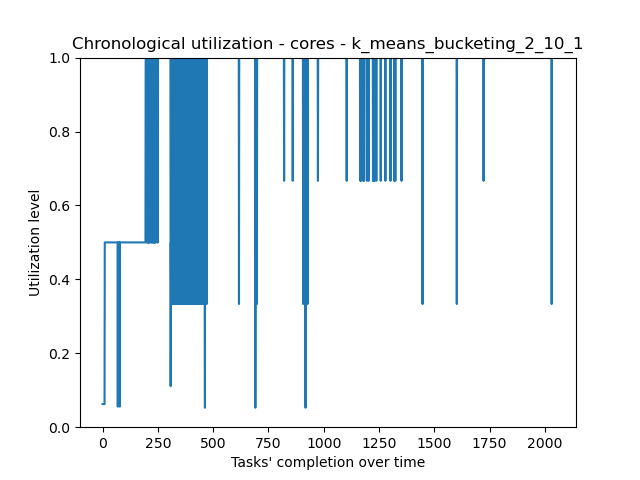 Chronological utilization - cores - k_means_bucketing_2_10_1
1.0
0.8
0.6
0.4
0.2
0.0
Utilization level
0 250 500 750 1000 1250 1500 1750 2000
Tasks' completion over time